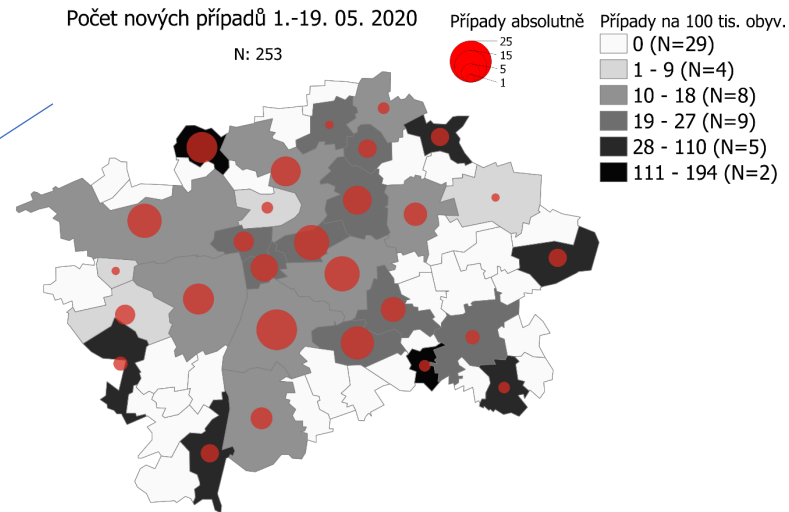 Počet nových případů 1.-19. 05. 2020
N: 253
Případy absolutně
25
15
5
1
Případy na 100 tis. obyv.
0 (N=29)
1 - 9 (N=4)
10 - 18 (N=8)
19 - 27 (N=9)
28 - 110 (N=5)
111 - 194 (N=2)